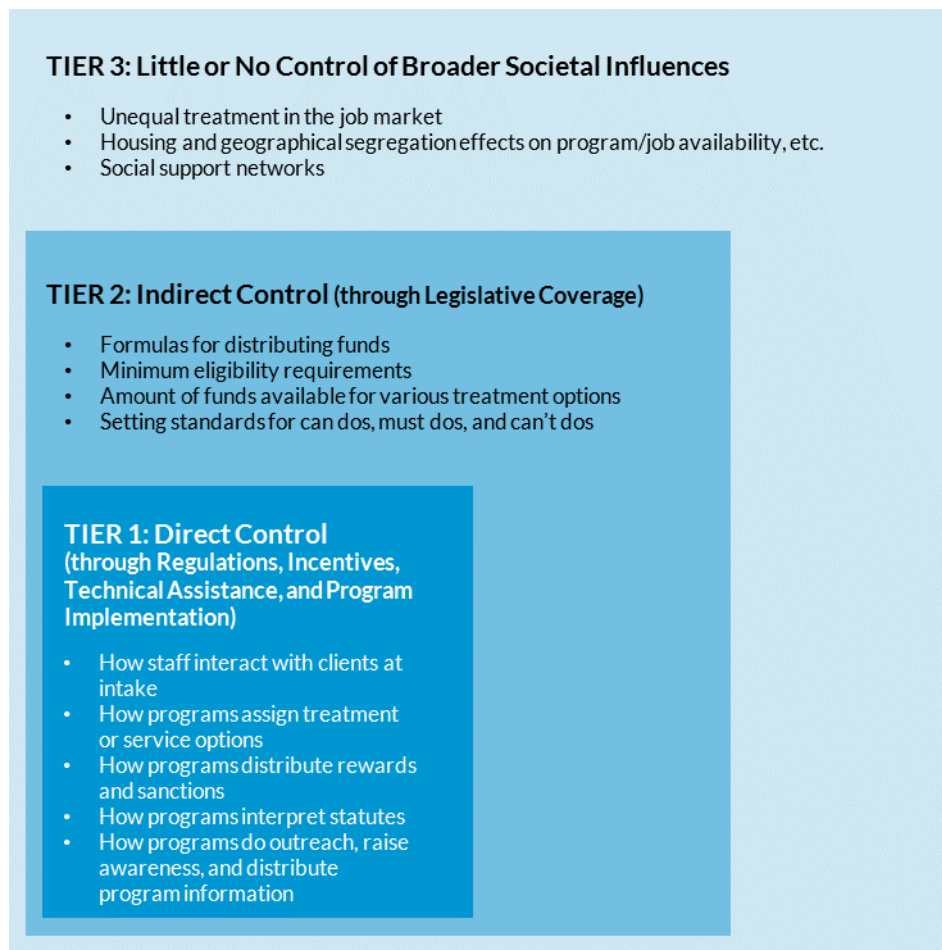 TIER 3: Little or No Control of Broader Societal Influences
• Unequal treatment in the job market
• Housing and geographical segregation effects on program/job availability, etc.
• Social support networks
TIER 2: Indirect Control (through Legislative Coverage)
• Formulas for distributing funds
• Minimum eligibility requirements
• Amount of funds available for various treatment options
• Setting standards for can dos, must dos, and can’t dos
TIER 1: Direct Control
(through Regulations, Incentives,
Technical Assistance, and Program
Implementation)
• How staff interact with clients at
intake
• How programs assign treatment
or service options
• How programs distribute rewards
and sanctions
• How programs interpret statutes
• How programs do outreach, raise
awareness, and distribute
program information